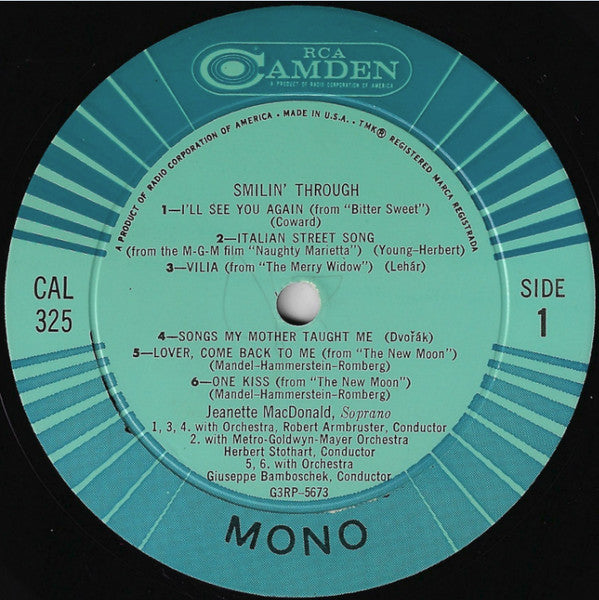 RCA
CAMDEN
A PRODUCT OF RADIO CORPORATION OF AMERICA
A PRODUCT OF RADIO CORPORATION OF AMERICA • MADE IN U.S.A. • TMK® REGISTERED MARCA REGISTRADA
SMILIN' THROUGH
1—I'LL SEE YOU AGAIN (from "Bitter Sweet")
(Coward)
2—ITALIAN STREET SONG
(from the M-G-M film "Naughty Marietta") (Young-Herbert)
3—VILIA (from "The Merry Widow") (Lehár)
CAL
325
SIDE
1
4—SONGS MY MOTHER TAUGHT ME (Dvořák)
5—LOVER, COME BACK TO ME (from "The New Moon")
(Mandel-Hammerstein-Romberg)
6—ONE KISS (from "The New Moon")
(Mandel-Hammerstein-Romberg)
Jeanette MacDonald, Soprano
1, 3, 4. with Orchestra, Robert Armbruster, Conductor
2. with Metro-Goldwyn-Mayer Orchestra
Herbert Stothart, Conductor
5, 6. with Orchestra
Giuseppe Bamboschek, Conductor
G3RP-5673
MONO